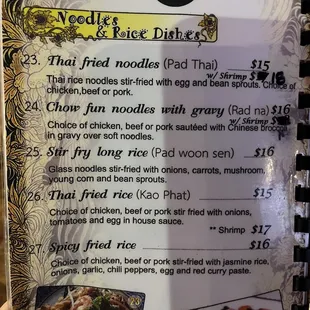 Noodles
& Rice Dishes
23. Thai fried noodles (Pad Thai) $15
w/ Shrimp $18
Thai rice noodles stir-fried with egg and bean sprouts. Choice of
chicken,beef or pork.
24. Chow fun noodles with gravy (Rad na) $16
w/ Shrimp
Choice of chicken, beef or pork sautéed with Chinese broccoli
in gravy over soft noodles.
25. Stir fry long rice (Pad woon sen) $16
Glass noodles stir-fried with onions, carrots, mushroom,
young corn and bean sprouts.
26. Thai fried rice (Kao Phat) $15
Choice of chicken, beef or pork stir fried with onions,
tomatoes and egg in house sauce.
** Shrimp $17
27. Spicy fried rice $16
Choice of chicken, beef or pork stir-fried with jasmine rice,
onions, garlic, chili peppers, egg and red curry paste.